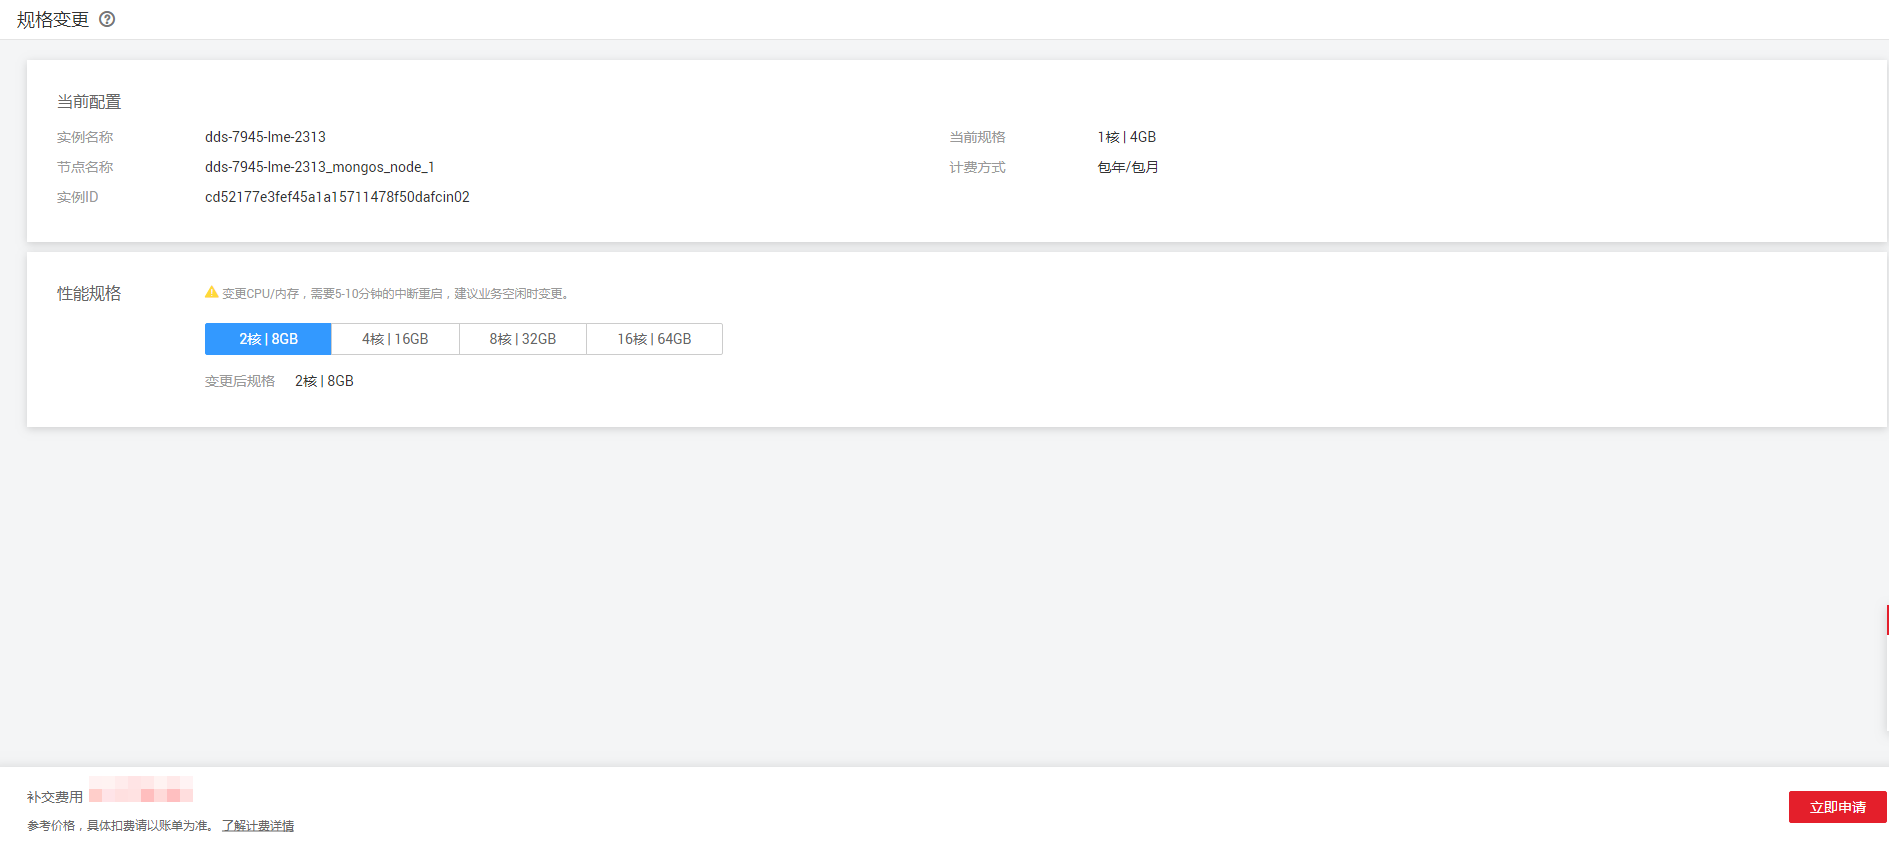 规格变更
当前配置
实例名称 dds-7945-lme-2313 当前规格 1核 | 4GB
节点名称 dds-7945-lme-2313_mongos_node_1 计费方式 包年/包月
实例ID cd52177e3fef45a1a15711478f50dafcin02
性能规格 变更CPU/内存，需要5-10分钟的中断重启，建议业务空闲时变更。
2核 | 8GB 4核 | 16GB 8核 | 32GB 16核 | 64GB
变更后规格 2核 | 8GB
补交费用
参考价格，具体扣费请以账单为准。 了解计费详情
立即申请